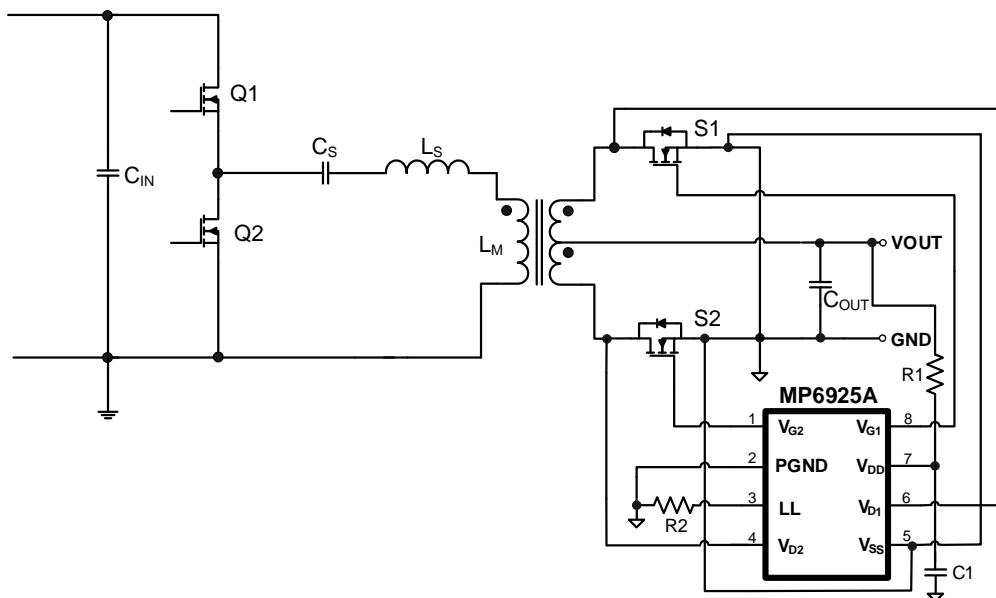 Q1
S1
C_S
L_S
C_IN
Q2
L_M
VOUT
C_OUT
S2
GND
R1
MP6925A
1 V_G2 V_G1 8
2 PGND V_DD 7
3 LL V_D1 6
R2
4 V_D2 V_SS 5
C1